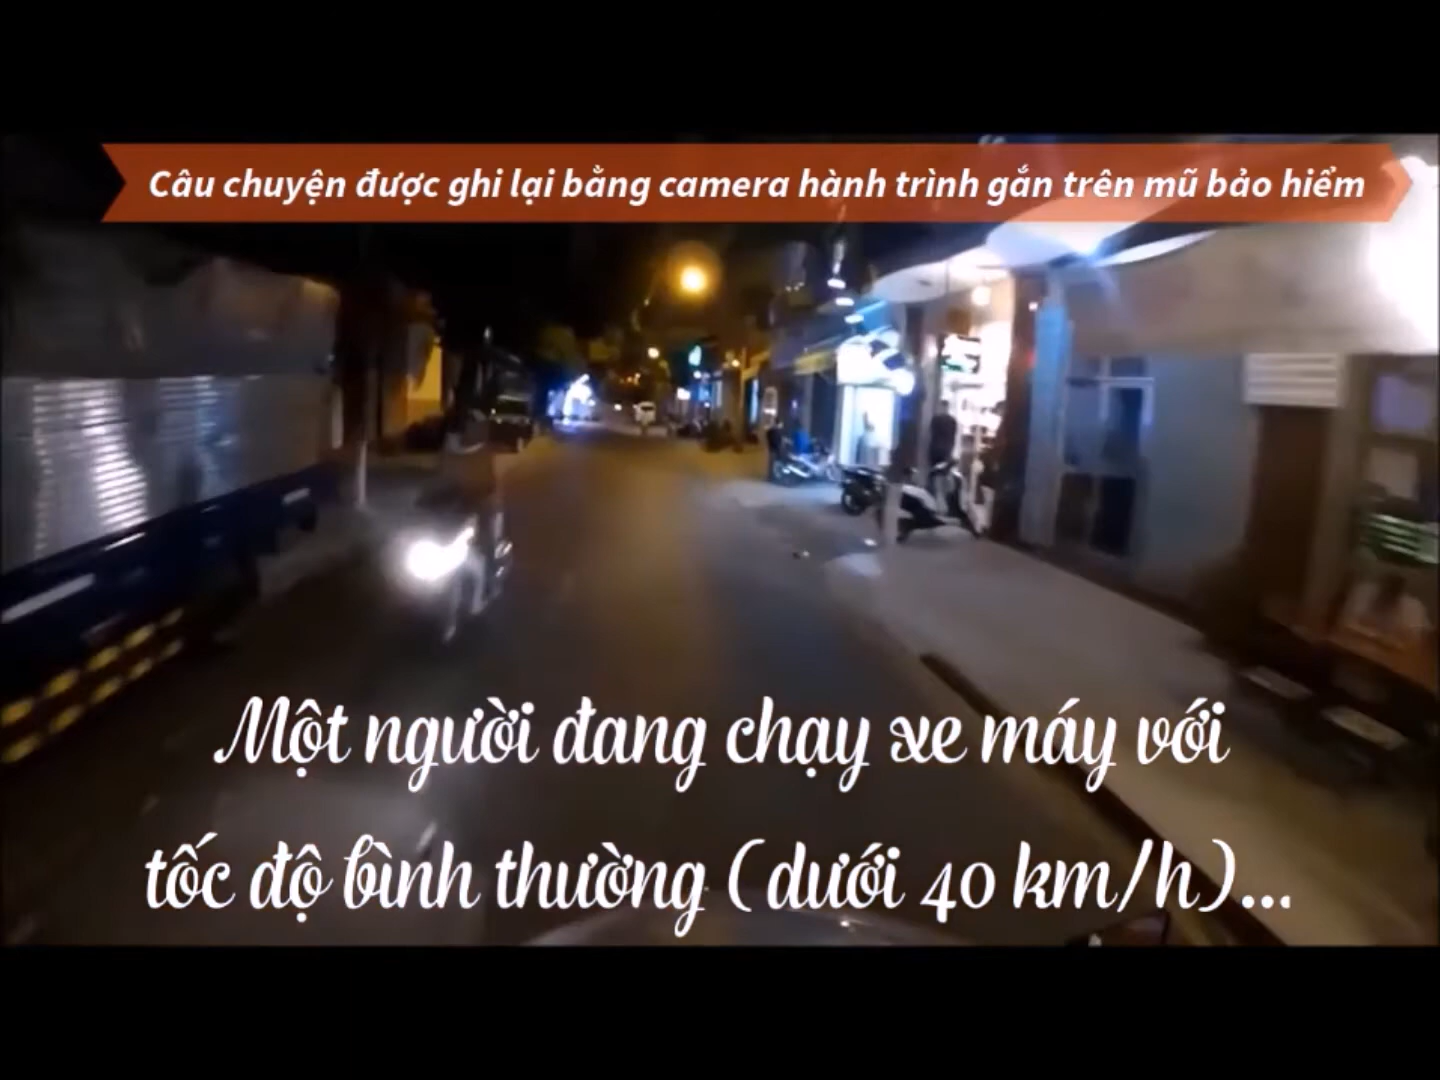 Câu chuyện được ghi lại bằng camera hành trình gắn trên mũ bảo hiểm
Một người đang chạy xe máy với
tốc độ bình thường (dưới 40 km/h)...